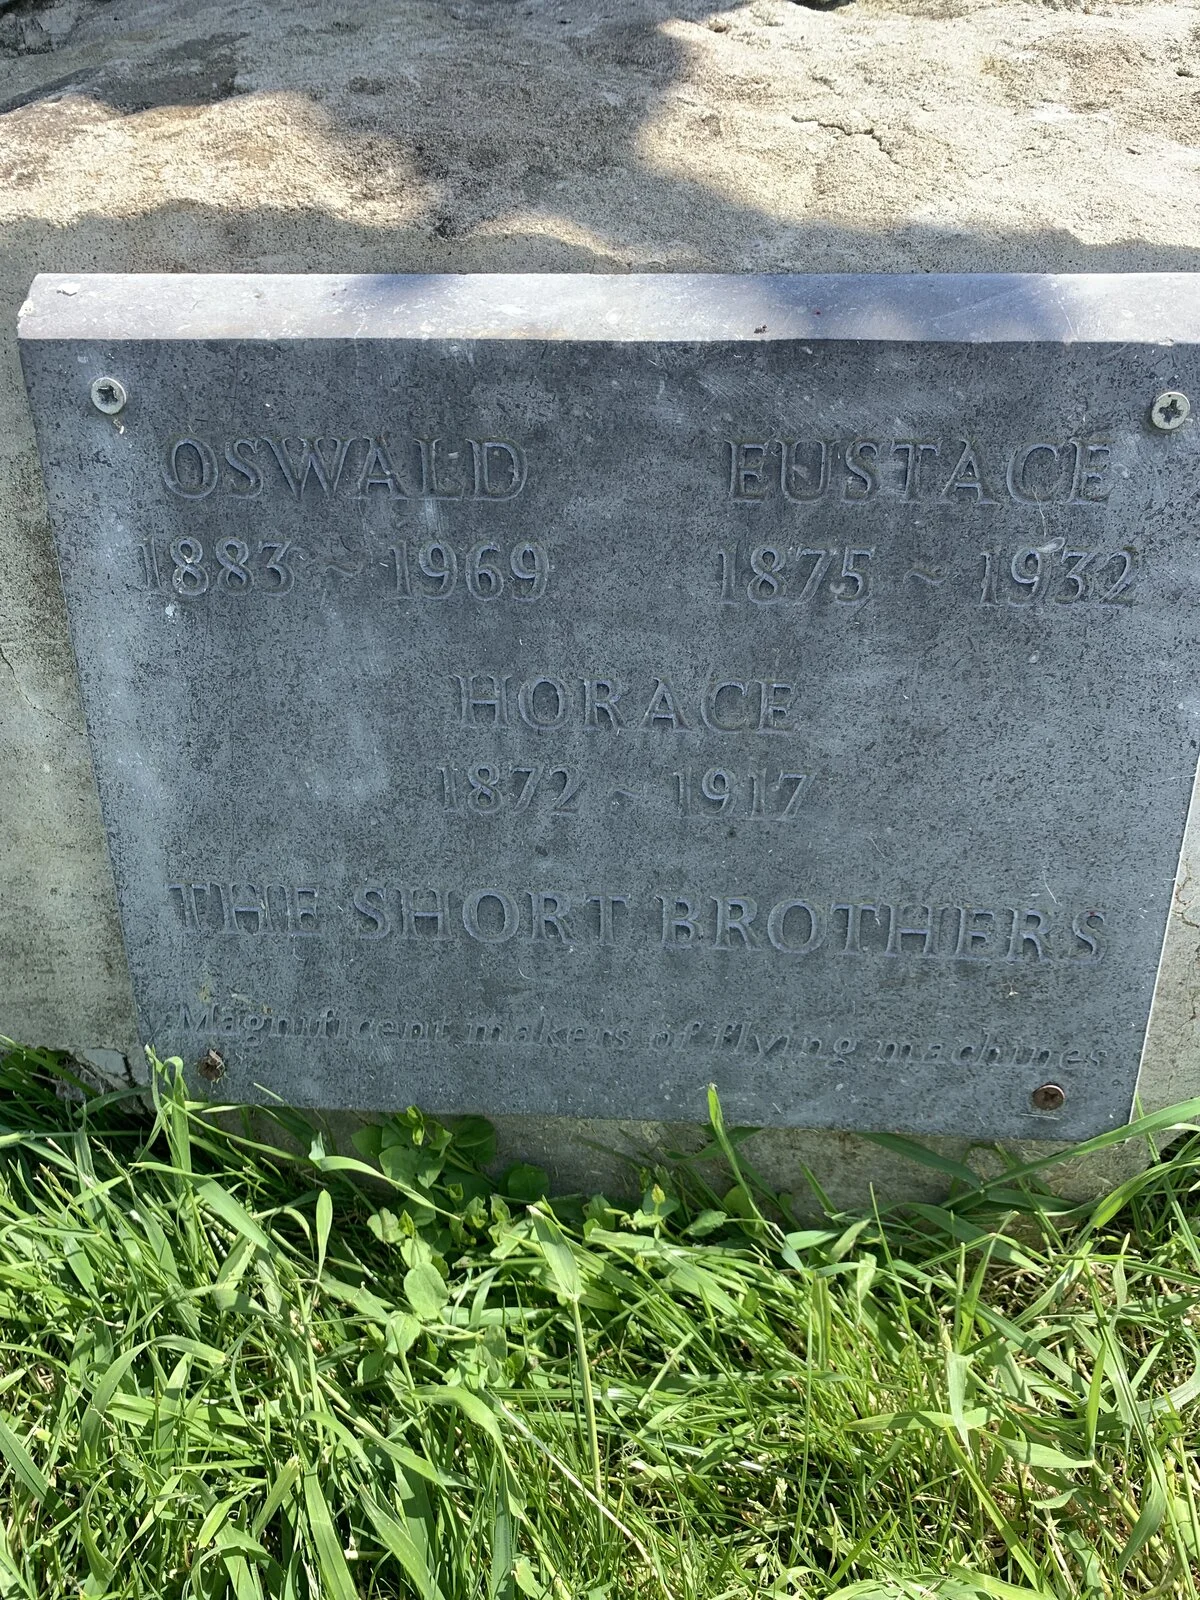 OSWALD EUSTACE
1883 ~ 1969 1875 ~ 1932
HORACE
1872 ~ 1917
THE SHORT BROTHERS
Magnificent makers of flying machines